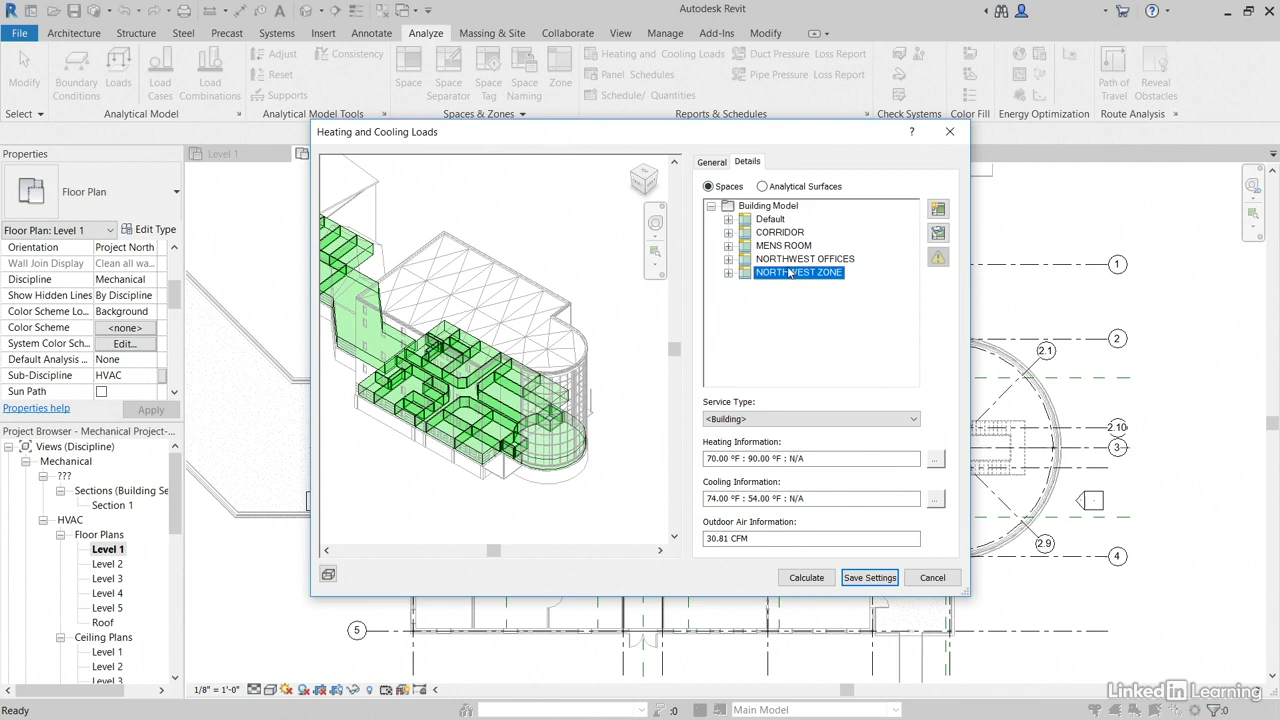 Autodesk Revit
File Architecture Structure Steel Precast Systems Insert Annotate Analyze Massing & Site Collaborate View Manage Add-Ins Modify
Modify
Boundary Conditions
Loads
Load Cases
Load Combinations
Adjust
Reset
Supports
Consistency
Space
Space Separator
Space Tag
Space Naming
Zone
Heating and Cooling Loads
Panel Schedules
Schedule/ Quantities
Duct Pressure Loss Report
Pipe Pressure Loss Report
Path of Travel
Reveal Obstacles
Select Analytical Model Analytical Model Tools Spaces & Zones Reports & Schedules Check Systems Color Fill Energy Optimization Route Analysis
Properties
Floor Plan
Floor Plan: Level 1 Edit Type
Orientation Project North
Wall Join Display Clean all wa...
Discipline Mechanical
Show Hidden Lines By Discipline
Color Scheme Lo... Background
Color Scheme <none>
System Color Sch... Edit...
Default Analysis ... None
Sub-Discipline HVAC
Sun Path
Properties help Apply
Project Browser - Mechanical Project-...
Views (Discipline)
Mechanical
???
Sections (Building Se
Section 1
HVAC
Floor Plans
Level 1
Level 2
Level 3
Level 4
Level 5
Roof
Ceiling Plans
Level 1
Level 2
Level 3
Level 1
Heating and Cooling Loads
?
General Details
Spaces Analytical Surfaces
Building Model
Default
CORRIDOR
MENS ROOM
NORTHWEST OFFICES
NORTHWEST ZONE
Service Type:
<Building>
Heating Information:
70.00 °F : 90.00 °F : N/A ...
Cooling Information:
74.00 °F : 54.00 °F : N/A ...
Outdoor Air Information:
30.81 CFM
Calculate Save Settings Cancel
1
2
2.1
2.10
3
2.9
4
5
1/8" = 1'-0"
Ready
:0
Main Model
:0
Linked in Learning